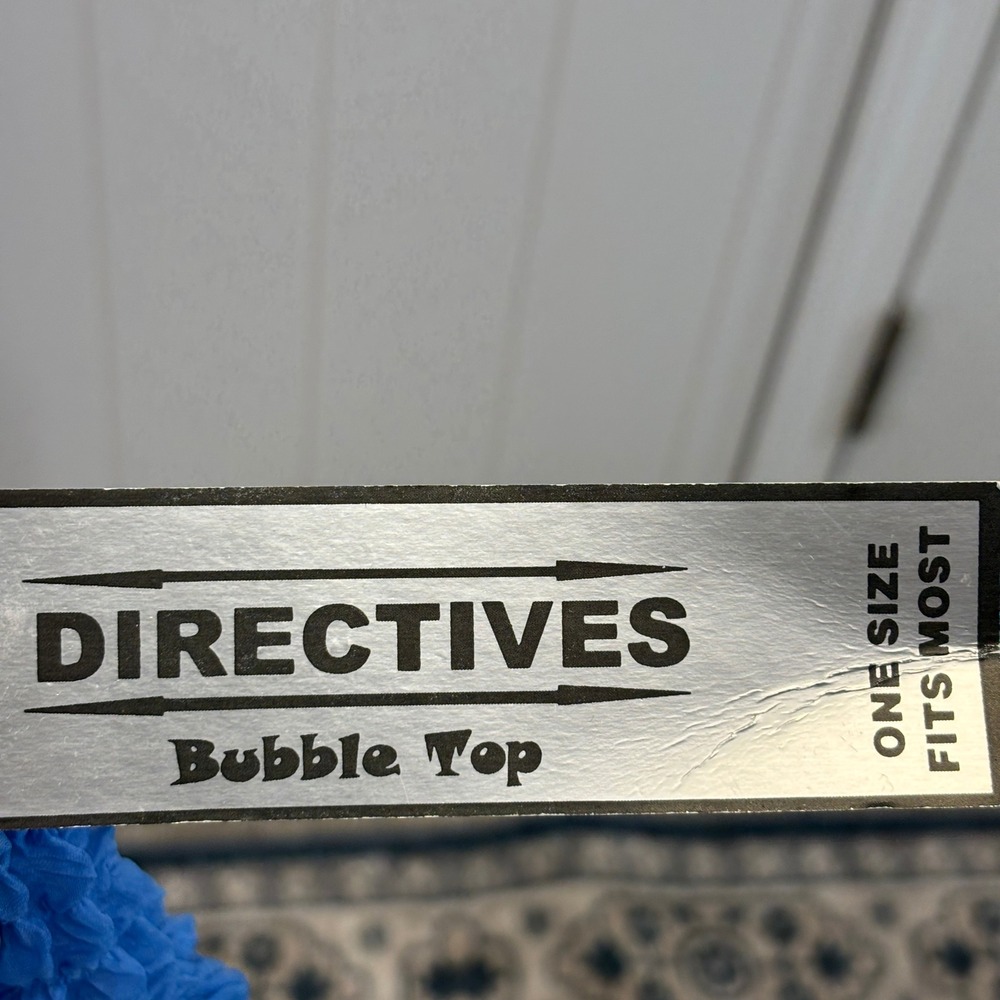 DIRECTIVES
Bubble Top
ONE SIZE
FITS MOST